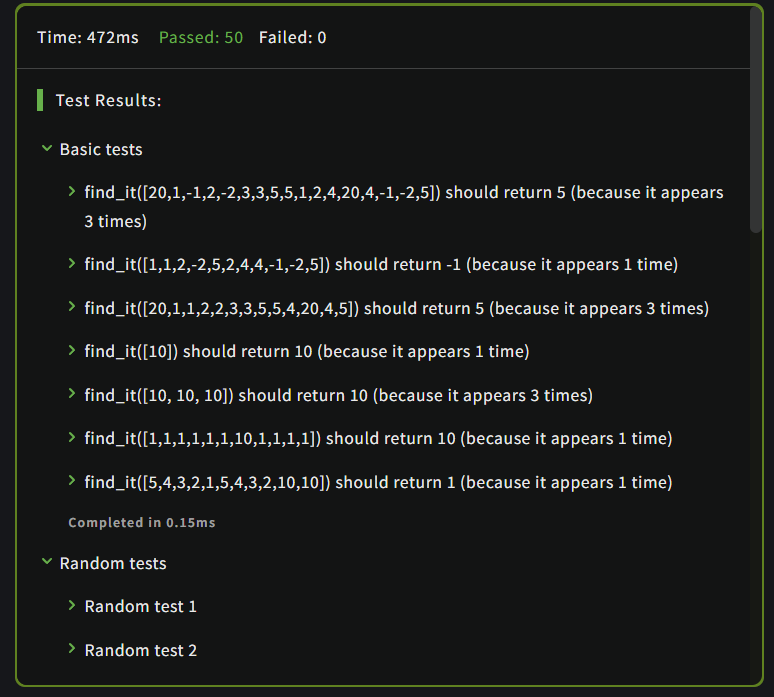 Time: 472ms Passed: 50 Failed: 0
Test Results:
Basic tests
find_it([20,1,-1,2,-2,3,3,5,5,1,2,4,20,4,-1,-2,5]) should return 5 (because it appears
3 times)
find_it([1,1,2,-2,5,2,4,4,-1,-2,5]) should return -1 (because it appears 1 time)
find_it([20,1,1,2,2,3,3,5,5,4,20,4,5]) should return 5 (because it appears 3 times)
find_it([10]) should return 10 (because it appears 1 time)
find_it([10, 10, 10]) should return 10 (because it appears 3 times)
find_it([1,1,1,1,1,1,10,1,1,1,1]) should return 10 (because it appears 1 time)
find_it([5,4,3,2,1,5,4,3,2,10,10]) should return 1 (because it appears 1 time)
Completed in 0.15ms
Random tests
Random test 1
Random test 2